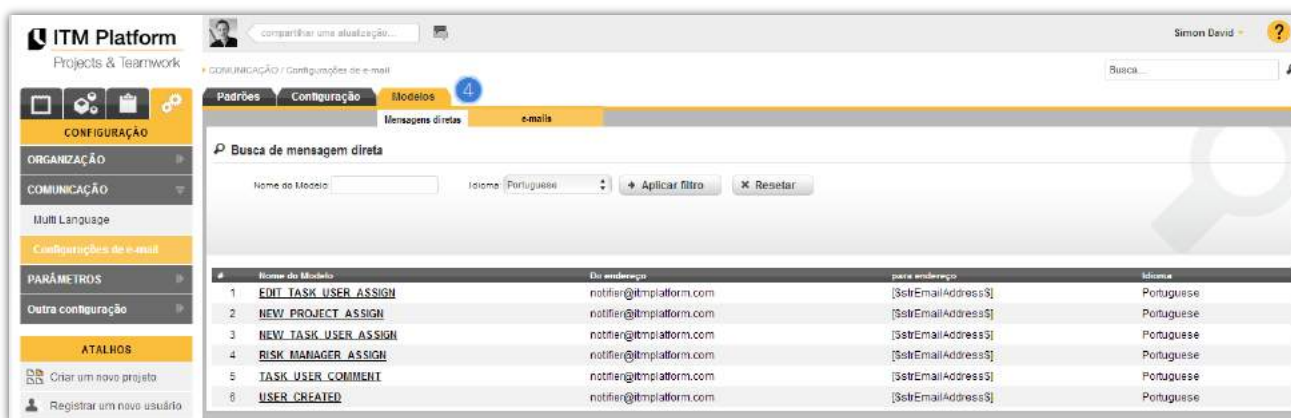 ITM Platform
Projects & Teamwork
compartilhar uma atualização...
Simon David
?
COMUNICAÇÃO / Configurações de e-mail
Busca...
Padrões
Configuração
Modelos
4
Mensagens diretas
e-mails
CONFIGURAÇÃO
ORGANIZAÇÃO
COMUNICAÇÃO
Multi Language
Configurações de e-mail
PARÂMETROS
Outra configuração
ATALHOS
Criar um novo projeto
Registrar um novo usuário
Busca de mensagem direta
Nome do Modelo
Idioma Portuguese
Aplicar filtro
Resetar
# Nome do Modelo Do endereço para endereço Idioma
1 EDIT_TASK_USER_ASSIGN notifier@itmplatform.com [$strEmailAddress$] Portuguese
2 NEW_PROJECT_ASSIGN notifier@itmplatform.com [$strEmailAddress$] Portuguese
3 NEW_TASK_USER_ASSIGN notifier@itmplatform.com [$strEmailAddress$] Portuguese
4 RISK_MANAGER_ASSIGN notifier@itmplatform.com [$strEmailAddress$] Portuguese
5 TASK_USER_COMMENT notifier@itmplatform.com [$strEmailAddress$] Portuguese
6 USER_CREATED notifier@itmplatform.com [$strEmailAddress$] Portuguese